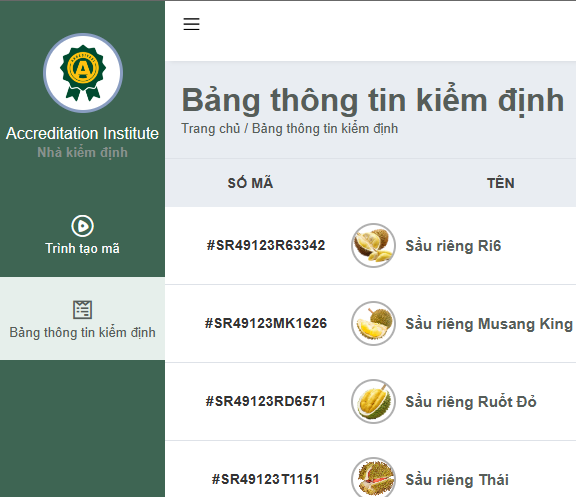 Accreditation Institute
Nhà kiểm định
Trình tạo mã
Bảng thông tin kiểm định
Bảng thông tin kiểm định
Trang chủ / Bảng thông tin kiểm định
SỐ MÃ TÊN
#SR49123R63342 Sầu riêng Ri6
#SR49123MK1626 Sầu riêng Musang King
#SR49123RD6571 Sầu riêng Ruột Đỏ
#SR49123T1151 Sầu riêng Thái